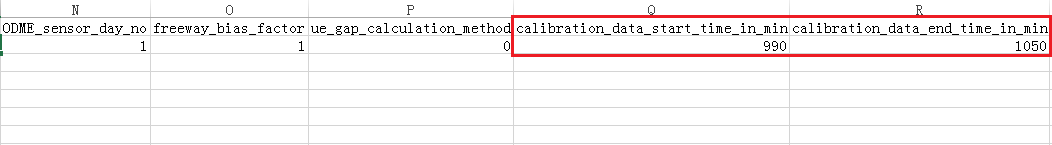 N O P Q R
ODME_sensor_day_no freeway_bias_factor ue_gap_calculation_method calibration_data_start_time_in_min calibration_data_end_time_in_min
1 1 0 990 1050